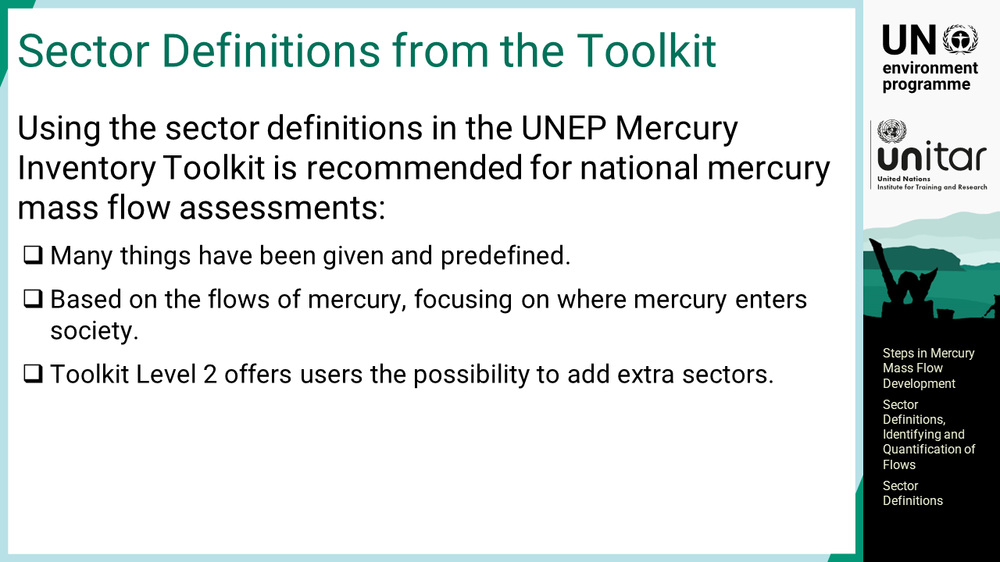 Sector Definitions from the Toolkit
Using the sector definitions in the UNEP Mercury
Inventory Toolkit is recommended for national mercury
mass flow assessments:
❑ Many things have been given and predefined.
❑ Based on the flows of mercury, focusing on where mercury enters
society.
❑ Toolkit Level 2 offers users the possibility to add extra sectors.
UN
environment
programme
unitar
United Nations
Institute for Training and Research
Steps in Mercury
Mass Flow
Development
Sector
Definitions,
Identifying and
Quantification of
Flows
Sector
Definitions